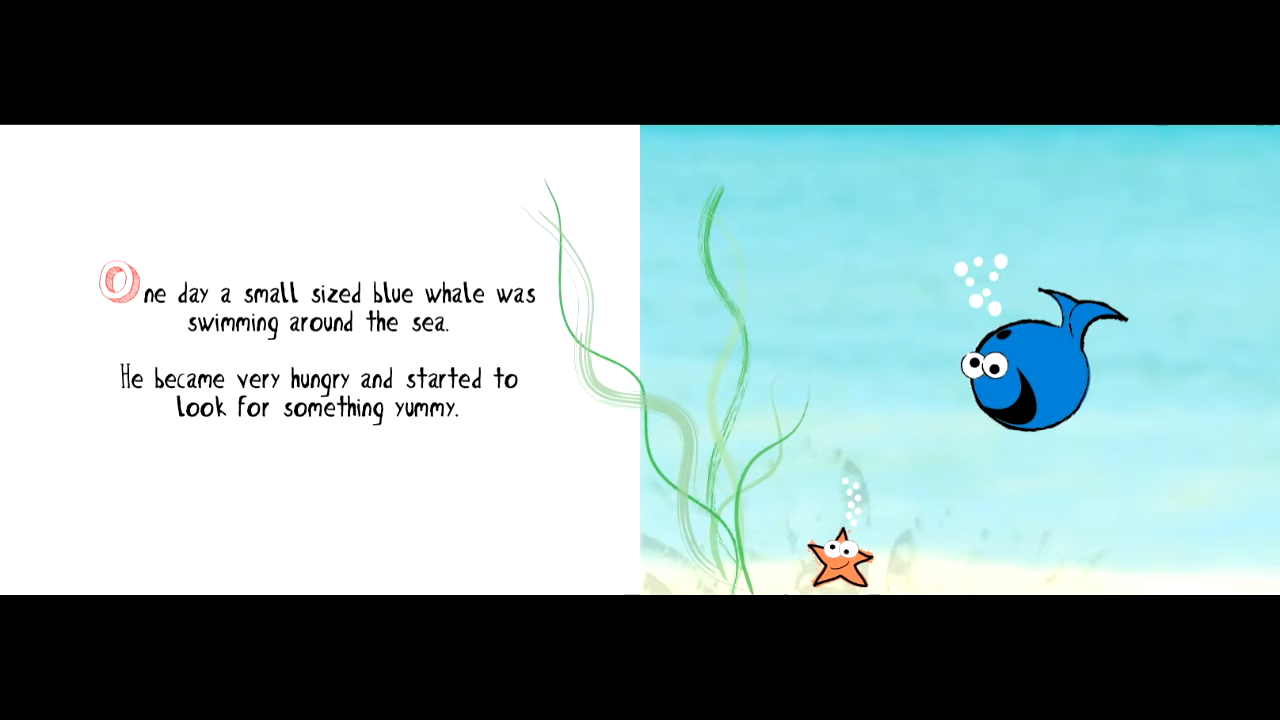 One day a small sized blue whale was
swimming around the sea.
He became very hungry and started to
look for something yummy.